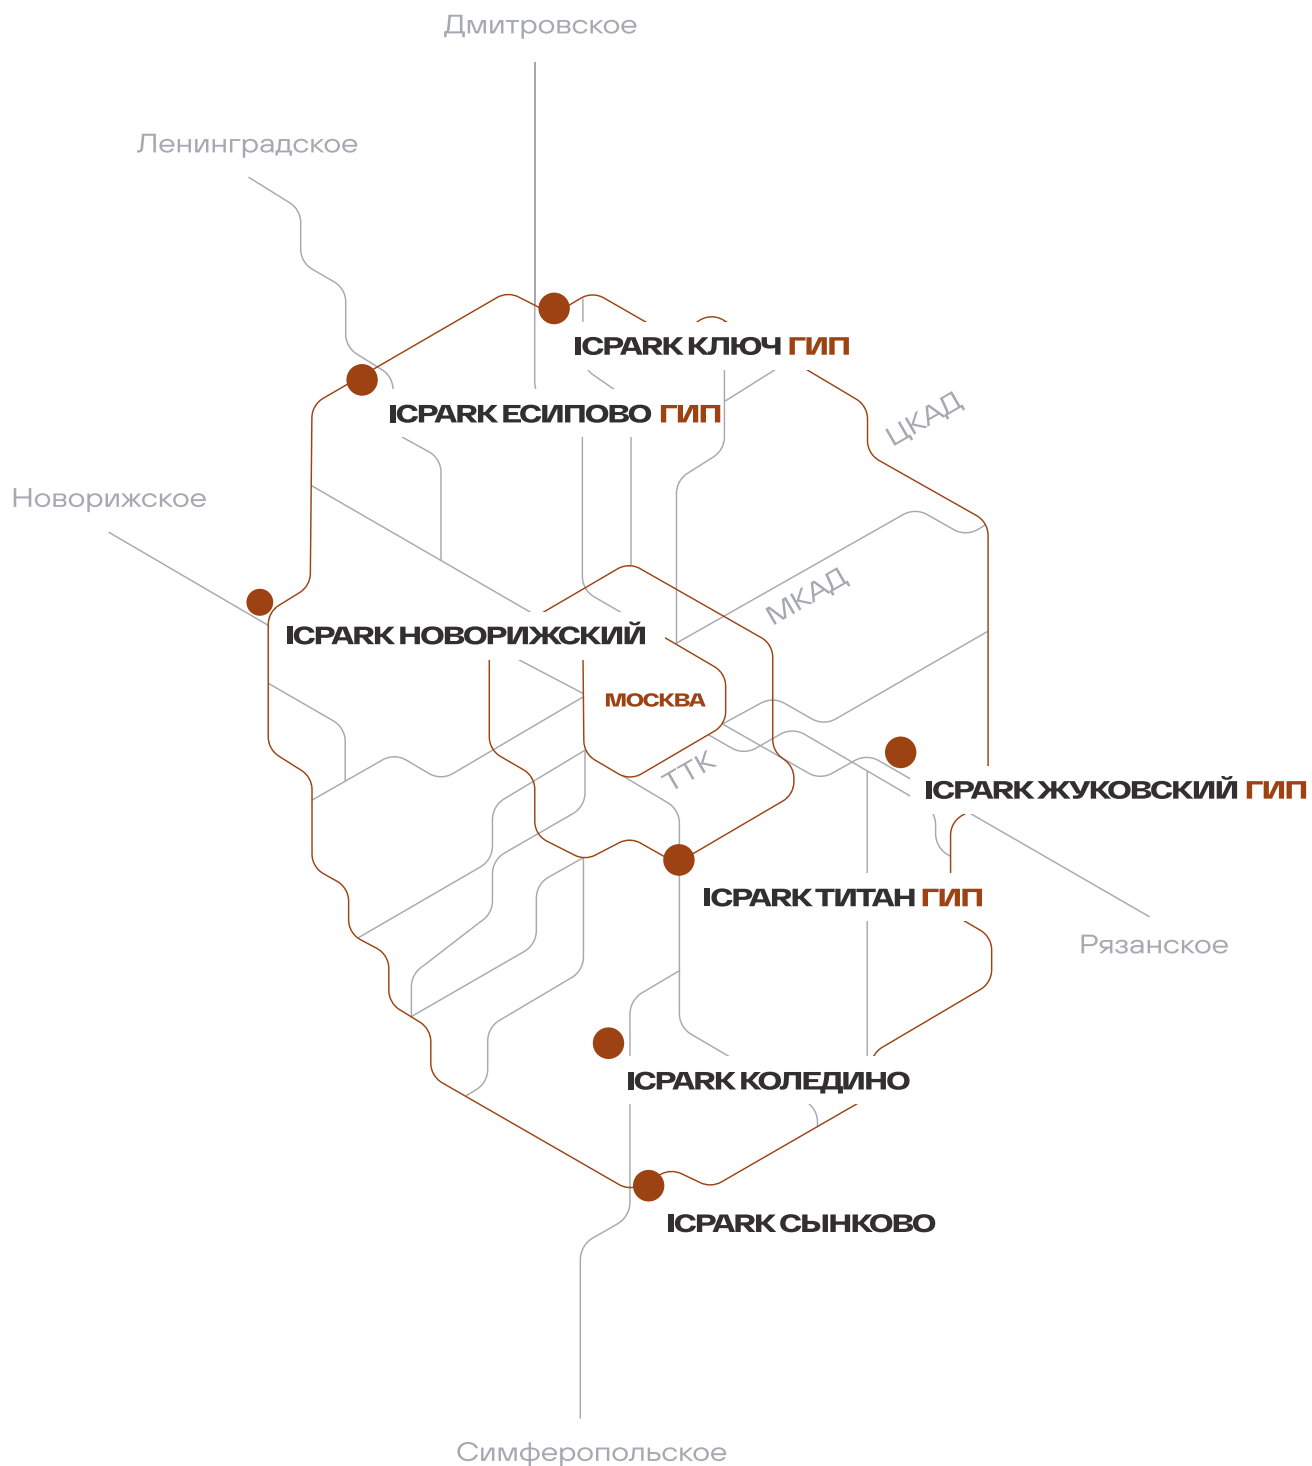 Дмитровское
Ленинградское
ICPARK КЛЮЧ ГИП
ICPARK ЕСИПОВО ГИП
ЦКАД
Новорижское
МКАД
ICPARK НОВОРИЖСКИЙ
МОСКВА
ТТК
ICPARK ЖУКОВСКИЙ ГИП
ICPARK ТИТАН ГИП
Рязанское
ICPARK КОЛЕДИНО
ICPARK СЫНКОВО
Симферопольское